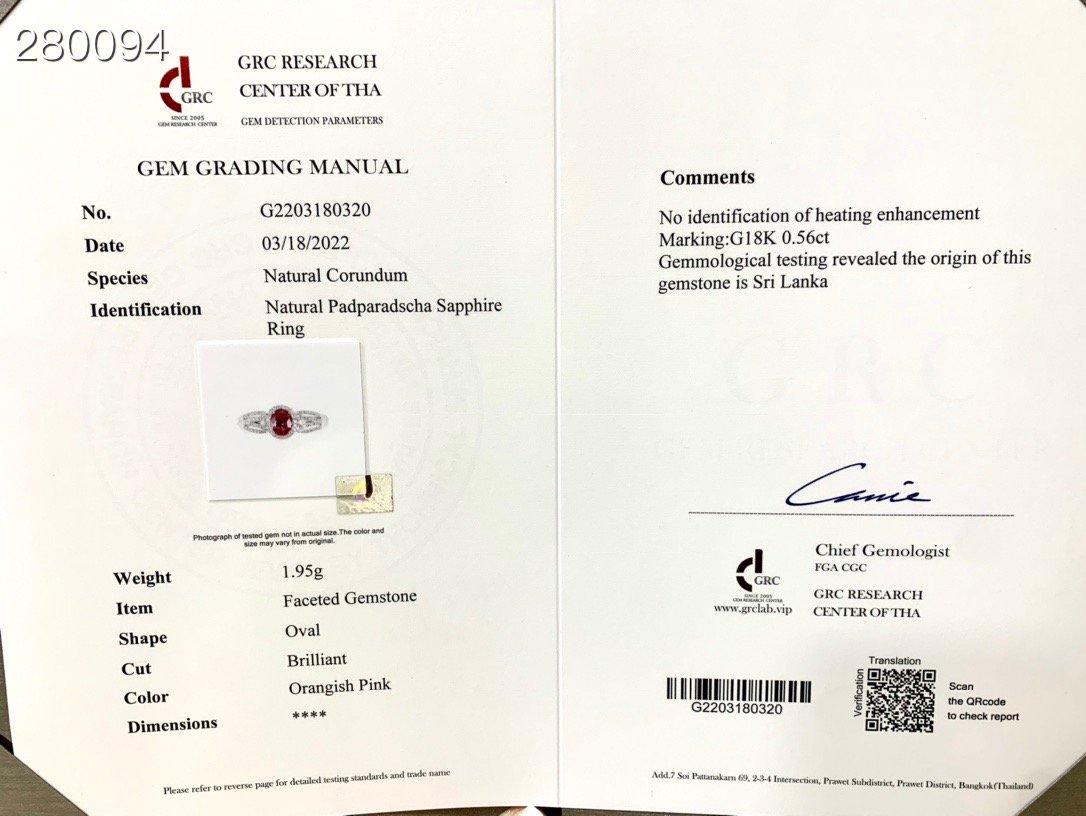 280094
GRC
SINCE 2005
GEM RESEARCH CENTER
GRC RESEARCH
CENTER OF THA
GEM DETECTION PARAMETERS
GEM GRADING MANUAL
No. G2203180320
Date 03/18/2022
Species Natural Corundum
Identification Natural Padparadscha Sapphire
Ring
Photograph of tested gem not in actual size.The color and
size may vary from original.
Weight 1.95g
Item Faceted Gemstone
Shape Oval
Cut Brilliant
Color Orangish Pink
Dimensions ****
Please refer to reverse page for detailed testing standards and trade name
Comments
No identification of heating enhancement
Marking:G18K 0.56ct
Gemmological testing revealed the origin of this
gemstone is Sri Lanka
GRC
Chief Gemologist
FGA CGC
GRC
SINCE 2005
GEM RESEARCH CENTER
www.grclab.vip
GRC RESEARCH
CENTER OF THA
G2203180320
Translation
Verification
Scan
the QRcode
to check report
Add.7 Soi Pattanakarn 69, 2-3-4 Intersection, Prawet Subdistrict, Prawet District, Bangkok(Thailand)